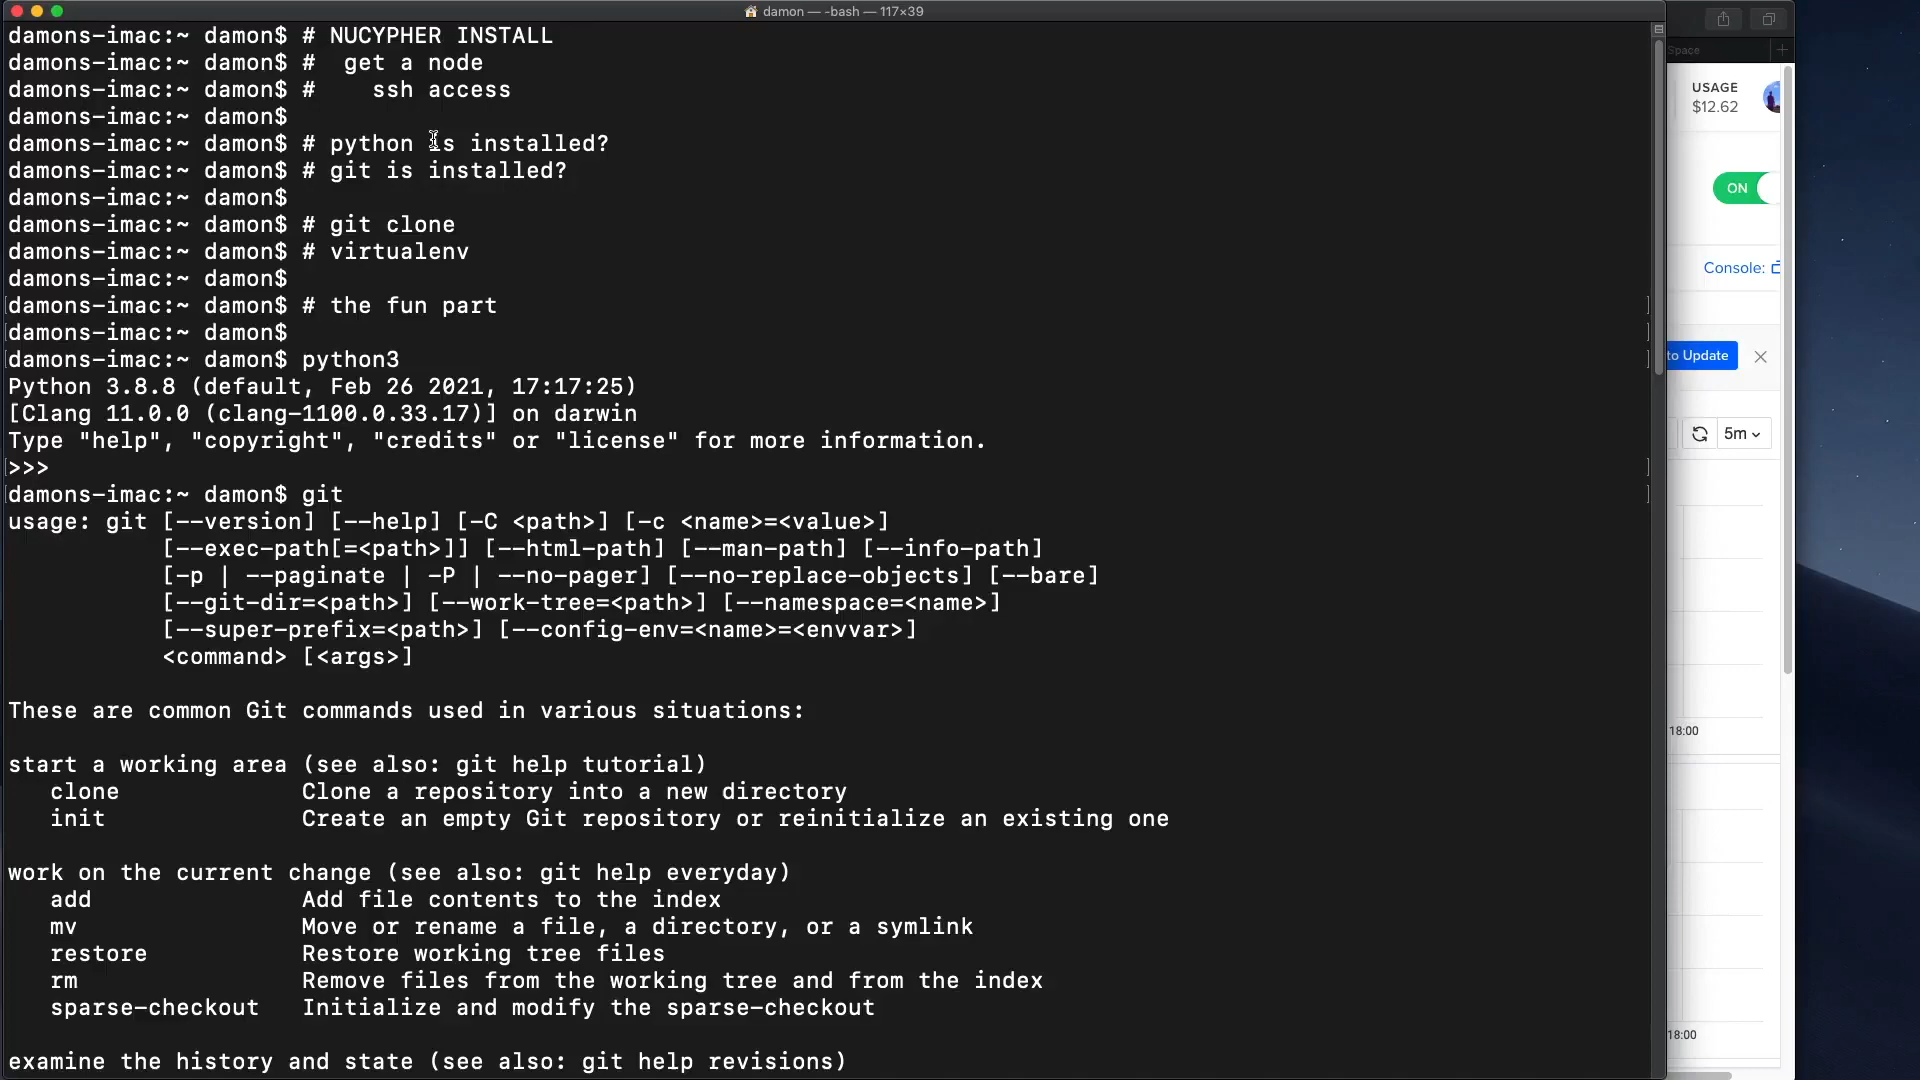 damon — -bash — 117×39
damons-imac:~ damon$ # NUCYPHER INSTALL
damons-imac:~ damon$ #  get a node
damons-imac:~ damon$ #    ssh access
damons-imac:~ damon$
damons-imac:~ damon$ # python is installed?
damons-imac:~ damon$ # git is installed?
damons-imac:~ damon$
damons-imac:~ damon$ # git clone
damons-imac:~ damon$ # virtualenv
damons-imac:~ damon$
[damons-imac:~ damon$ # the fun part ]
[damons-imac:~ damon$ ]
[damons-imac:~ damon$ python3 ]
Python 3.8.8 (default, Feb 26 2021, 17:17:25)
[Clang 11.0.0 (clang-1100.0.33.17)] on darwin
Type "help", "copyright", "credits" or "license" for more information.
[>>> ]
[damons-imac:~ damon$ git ]
usage: git [--version] [--help] [-C <path>] [-c <name>=<value>]
           [--exec-path[=<path>]] [--html-path] [--man-path] [--info-path]
           [-p | --paginate | -P | --no-pager] [--no-replace-objects] [--bare]
           [--git-dir=<path>] [--work-tree=<path>] [--namespace=<name>]
           [--super-prefix=<path>] [--config-env=<name>=<envvar>]
           <command> [<args>]
These are common Git commands used in various situations:
start a working area (see also: git help tutorial)
   clone             Clone a repository into a new directory
   init              Create an empty Git repository or reinitialize an existing one
work on the current change (see also: git help everyday)
   add               Add file contents to the index
   mv                Move or rename a file, a directory, or a symlink
   restore           Restore working tree files
   rm                Remove files from the working tree and from the index
   sparse-checkout   Initialize and modify the sparse-checkout
examine the history and state (see also: git help revisions)
Space
USAGE
$12.62
ON
Console:
to Update
5m
18:00
18:00